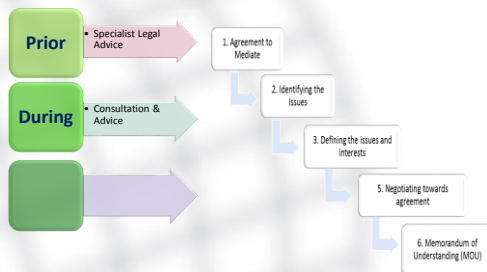 Prior
• Specialist Legal
Advice
During
• Consultation &
Advice
1. Agreement to
Mediate
2. Identifying the
Issues
3. Defining the issues and
interests
5. Negotiating towards
agreement
6. Memorandum of
Understanding (MOU)